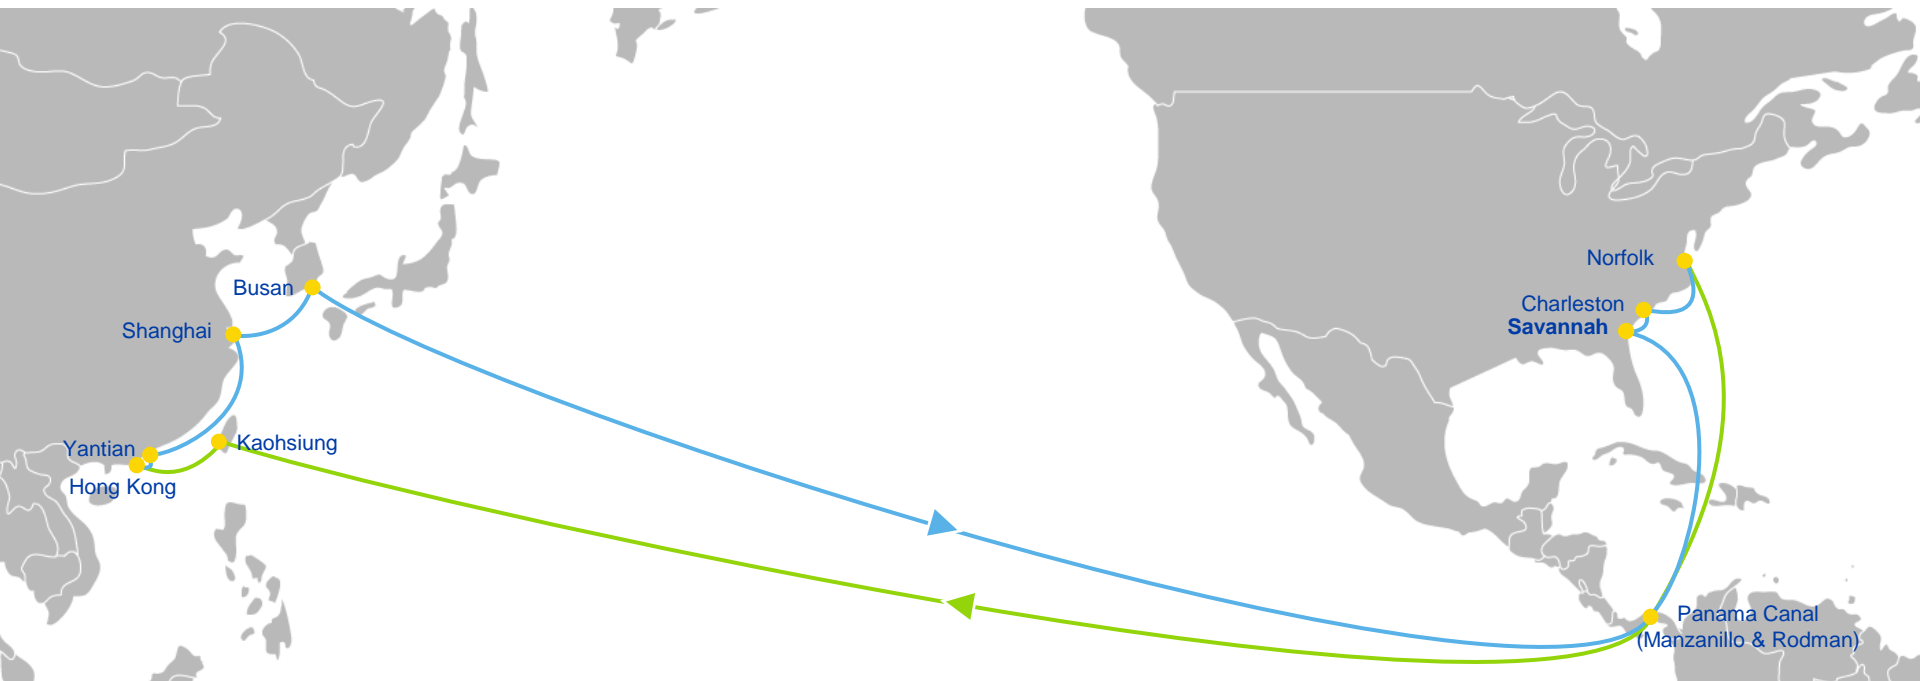 Norfolk
Busan
Charleston
Savannah
Shanghai
Yantian
Kaohsiung
Hong Kong
Panama Canal
(Manzanillo & Rodman)